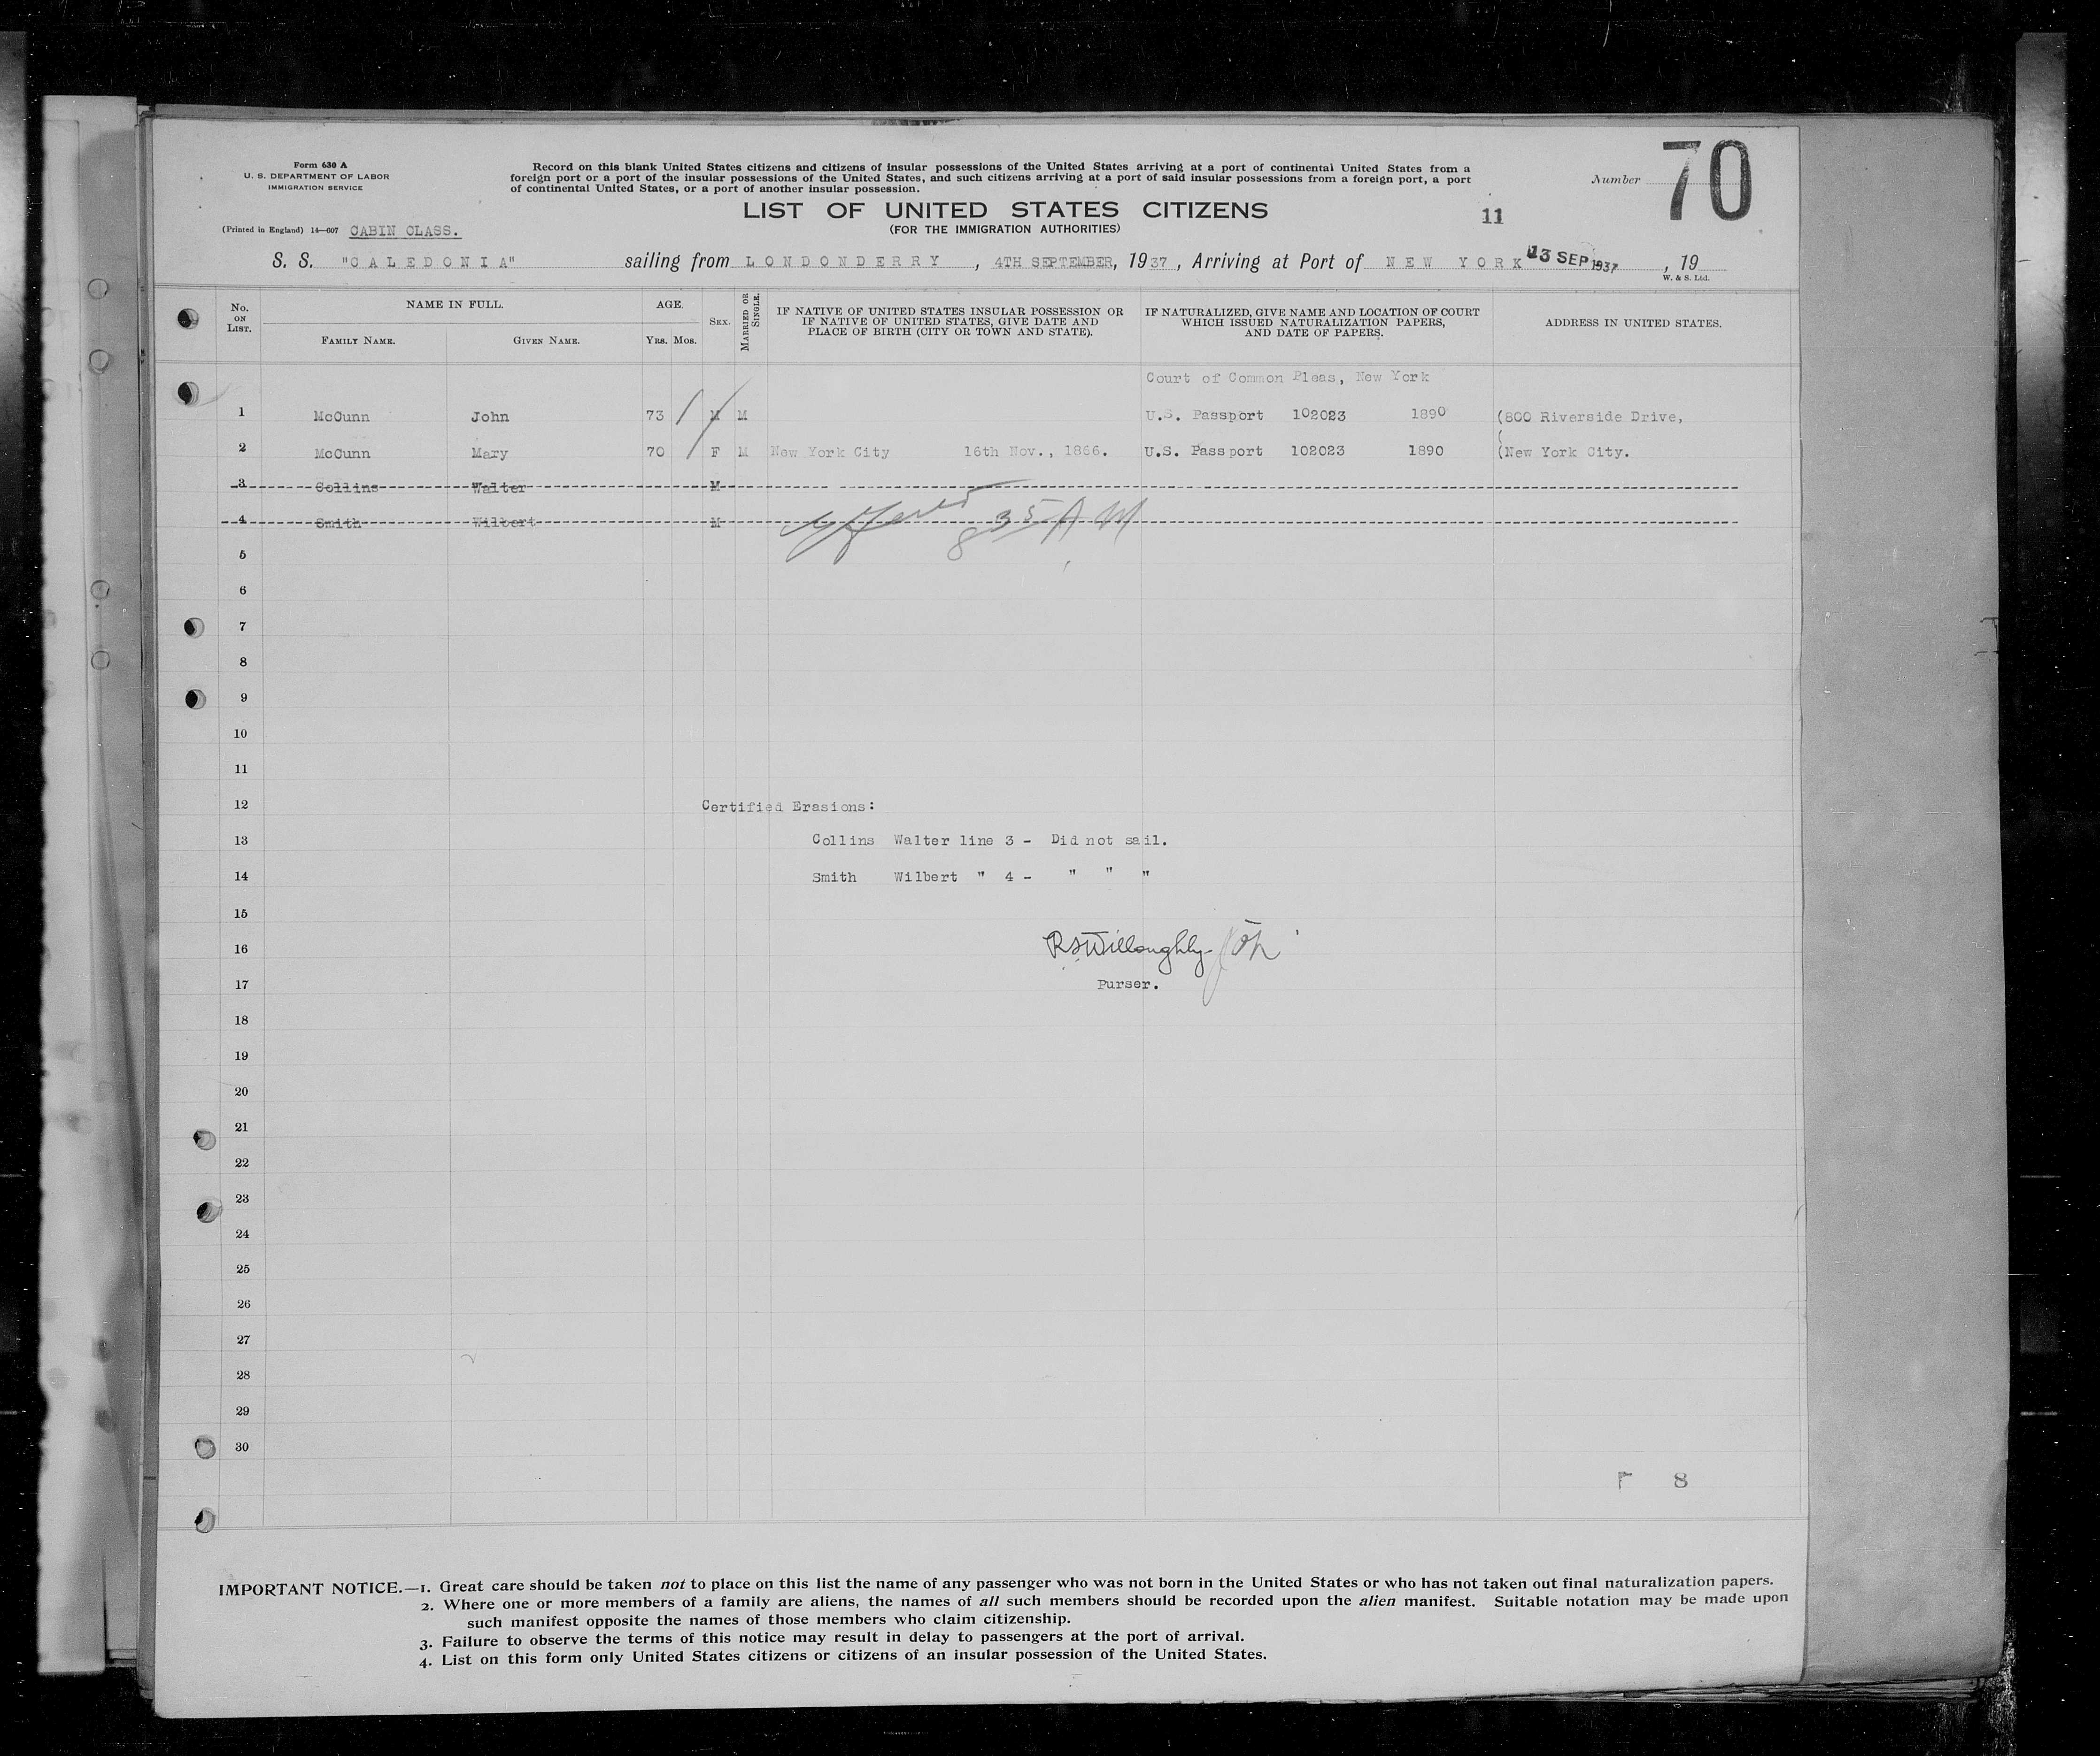 Form 630 A
U. S. DEPARTMENT OF LABOR
IMMIGRATION SERVICE
Record on this blank United States citizens and citizens of insular possessions of the United States arriving at a port of continental United States from a
foreign port or a port of the insular possessions of the United States, and such citizens arriving at a port of said insular possessions from a foreign port, a port
of continental United States, or a port of another insular possession.
Number 70
LIST OF UNITED STATES CITIZENS
11
(FOR THE IMMIGRATION AUTHORITIES)
(Printed in England) 14—607 CABIN CLASS.
S. S. "CALEDONIA" sailing from LONDONDERRY, 4TH SEPTEMBER, 1937, Arriving at Port of NEW YORK 13 SEP 1937, 19
W. & S. Ltd.
No. ON LIST.
NAME IN FULL.
FAMILY NAME.
GIVEN NAME.
AGE.
YRS. MOS.
SEX.
MARRIED OR SINGLE.
IF NATIVE OF UNITED STATES INSULAR POSSESSION OR
IF NATIVE OF UNITED STATES, GIVE DATE AND
PLACE OF BIRTH (CITY OR TOWN AND STATE).
IF NATURALIZED, GIVE NAME AND LOCATION OF COURT
WHICH ISSUED NATURALIZATION PAPERS,
AND DATE OF PAPERS.
ADDRESS IN UNITED STATES.
Court of Common Pleas, New York
1 McCunn John 73 M M U.S. Passport 102023 1890 (800 Riverside Drive,
(
2 McCunn Mary 70 F M New York City 16th Nov., 1866. U.S. Passport 102023 1890 (New York City.
3 Collins Walter M
4 Smith Wilbert M
8 35 A M
5
6
7
8
9
10
11
12 Certified Erasions:
13 Collins Walter line 3 - Did not sail.
14 Smith Wilbert " 4 - " " "
15
16 RSWilloughby
17 Purser.
18
19
20
21
22
23
24
25
26
27
28
29
30
F 8
IMPORTANT NOTICE.—1. Great care should be taken not to place on this list the name of any passenger who was not born in the United States or who has not taken out final naturalization papers.
2. Where one or more members of a family are aliens, the names of all such members should be recorded upon the alien manifest. Suitable notation may be made upon
such manifest opposite the names of those members who claim citizenship.
3. Failure to observe the terms of this notice may result in delay to passengers at the port of arrival.
4. List on this form only United States citizens or citizens of an insular possession of the United States.